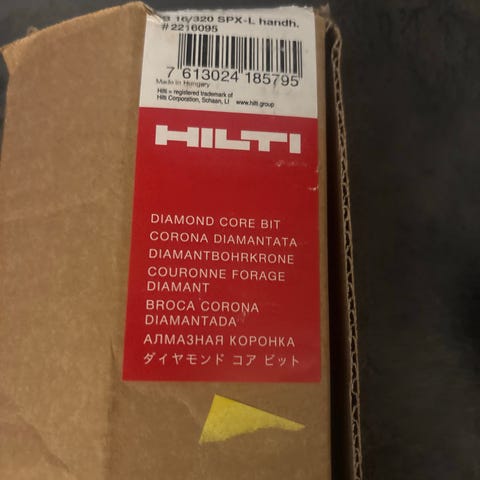 B 16/320 SPX-L handh.
#2216095
7 613024 185795
Made in Hungary
Hilti = registered trademark of
Hilti Corporation, Schaan, LI www.hilti.group
HILTI
DIAMOND CORE BIT
CORONA DIAMANTATA
DIAMANTBOHRKRONE
COURONNE FORAGE
DIAMANT
BROCA CORONA
DIAMANTADA
АЛМАЗНАЯ КОРОНКА
ダイヤモンド コア ビット